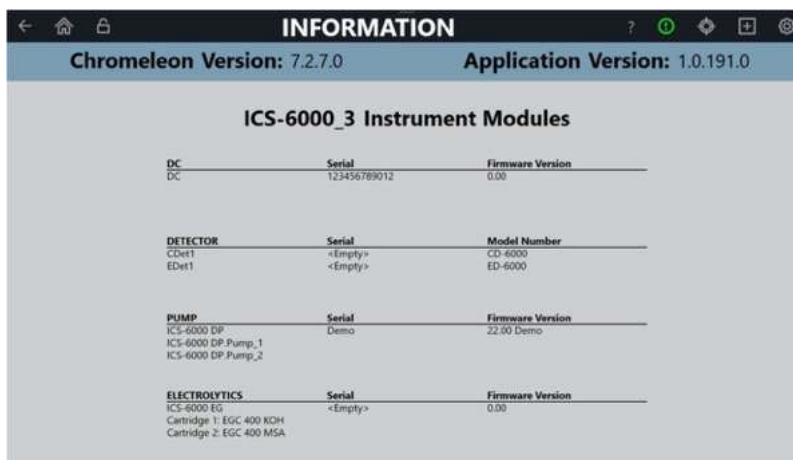 INFORMATION ?
Chromeleon Version: 7.2.7.0 Application Version: 1.0.191.0
ICS-6000_3 Instrument Modules
DC Serial Firmware Version
DC 123456789012 0.00
DETECTOR Serial Model Number
CDet1 <Empty> CD-6000
EDet1 <Empty> ED-6000
PUMP Serial Firmware Version
ICS-6000 DP Demo 22.00 Demo
ICS-6000 DP.Pump_1
ICS-6000 DP.Pump_2
ELECTROLYTICS Serial Firmware Version
ICS-6000 EG <Empty> 0.00
Cartridge 1: EGC 400 KOH
Cartridge 2: EGC 400 MSA